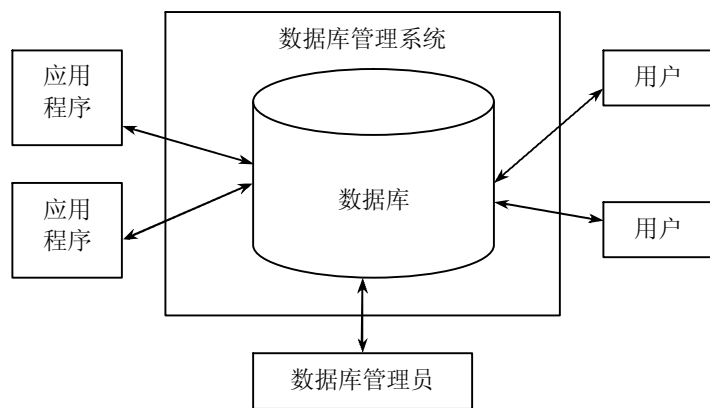 数据库管理系统
应用
程序
用户
数据库
应用
程序
用户
数据库管理员